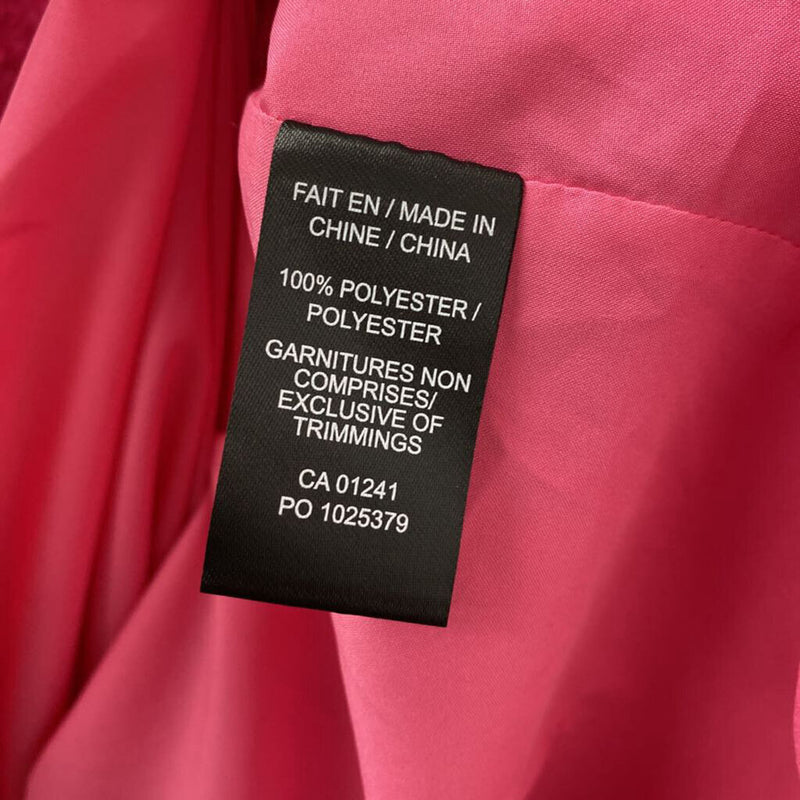 FAIT EN / MADE IN
CHINE / CHINA
100% POLYESTER /
POLYESTER
GARNITURES NON
COMPRISES/
EXCLUSIVE OF
TRIMMINGS
CA 01241
PO 1025379